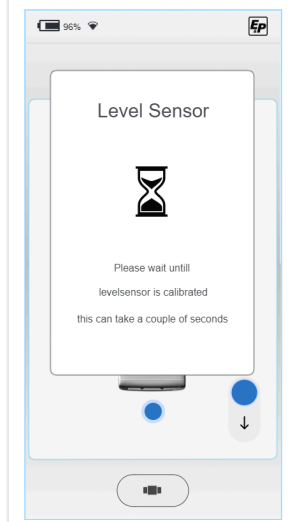 96%
EP
Level Sensor
Please wait untill
levelsensor is calibrated
this can take a couple of seconds